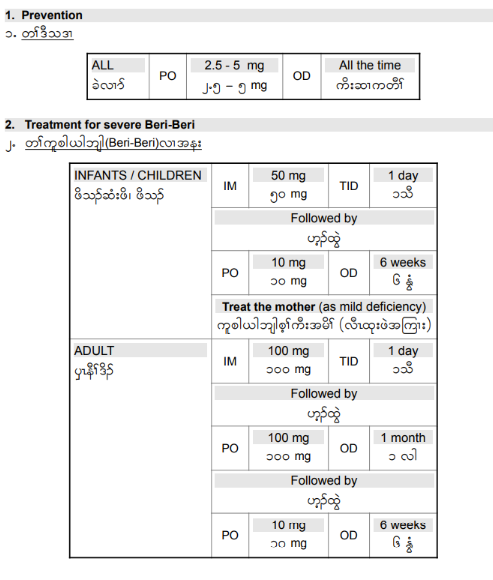 1. Prevention
၁. တၢ်ဒီသဒၢ
ALL PO 2.5 - 5 mg OD All the time
ခဲလၢာ် ၂.၅ – ၅ mg ကိးဆၢကတီၢ်
2. Treatment for severe Beri-Beri
၂. တၢ်ကူစါယါဘျါ(Beri-Beri)လၢအနး
INFANTS / CHILDREN IM 50 mg TID 1 day
ဖိသၣ်ဆံးဖိ၊ ဖိသၣ် ၅၀ mg ၁သီ
Followed by
ဟ့ၣ်ထွဲ
PO 10 mg OD 6 weeks
၁၀ mg ၆ နွံ
Treat the mother (as mild deficiency)
ကူစါယါဘျါစ့ၢ်ကီးအမိၢ် (လီၤထုးဖဲအကြါး)
ADULT IM 100 mg TID 1 day
ပှၤနီၢ်ဒိၣ် ၁၀၀ mg ၁သီ
Followed by
ဟ့ၣ်ထွဲ
PO 100 mg OD 1 month
၁၀၀ mg ၁ လါ
Followed by
ဟ့ၣ်ထွဲ
PO 10 mg OD 6 weeks
၁၀ mg ၆ နွံ